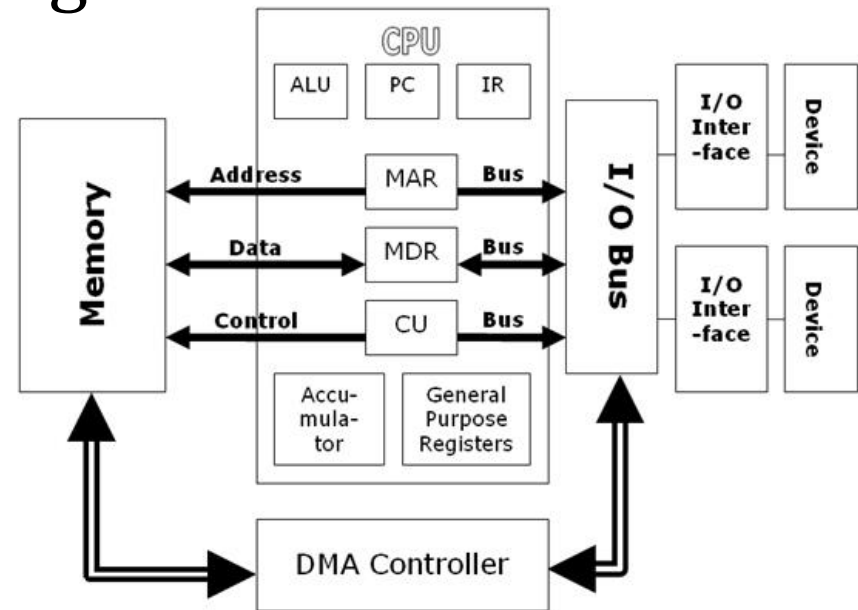 g
CPU
ALU
PC
IR
I/O
Inter
-face
Device
Memory
Address
MAR
Bus
I/O Bus
Data
MDR
Bus
Control
CU
Bus
I/O
Inter
-face
Device
Accu-
mula-
tor
General
Purpose
Registers
DMA Controller